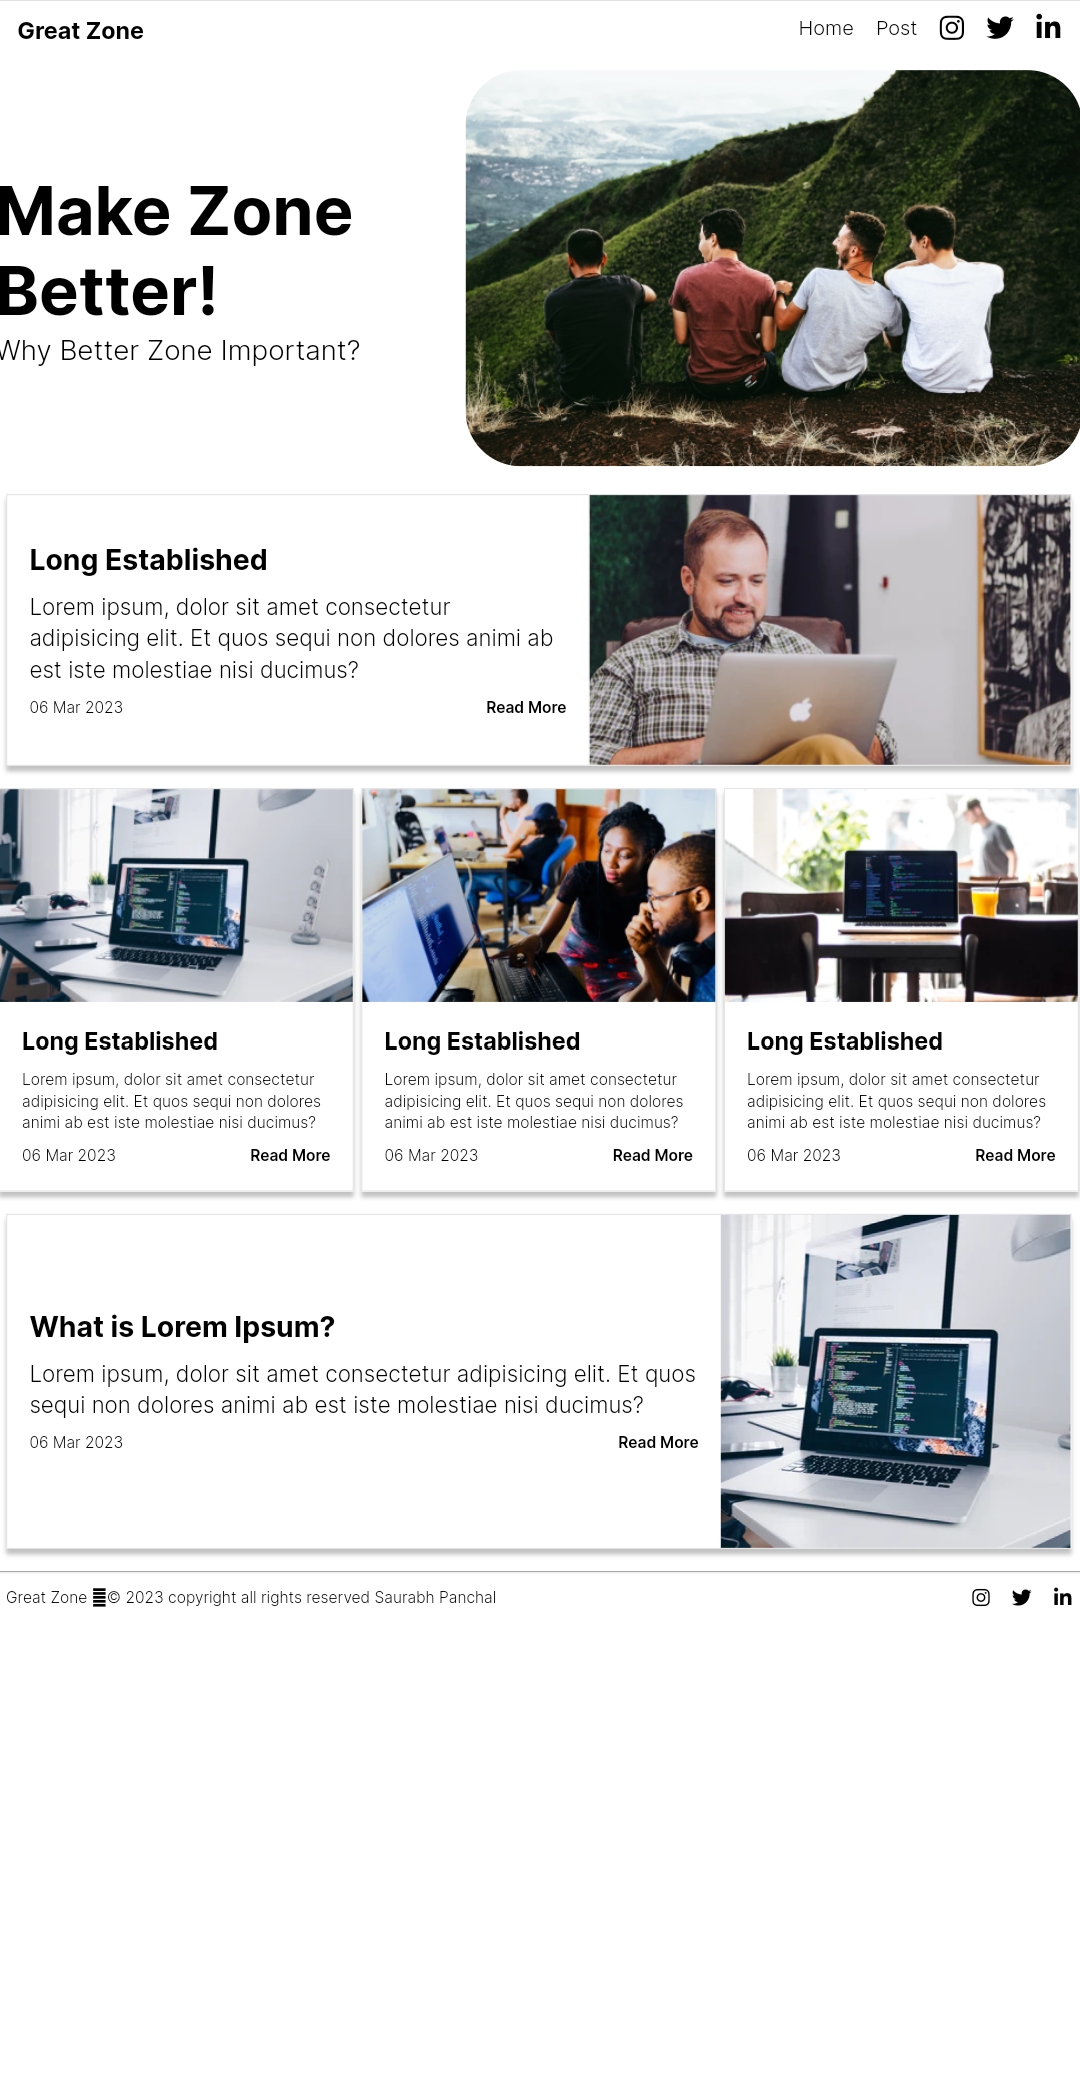 Great Zone
Home Post
Make Zone
Better!
Why Better Zone Important?
Long Established
Lorem ipsum, dolor sit amet consectetur
adipisicing elit. Et quos sequi non dolores animi ab
est iste molestiae nisi ducimus?
06 Mar 2023 Read More
Long Established
Lorem ipsum, dolor sit amet consectetur
adipisicing elit. Et quos sequi non dolores
animi ab est iste molestiae nisi ducimus?
06 Mar 2023 Read More
Long Established
Lorem ipsum, dolor sit amet consectetur
adipisicing elit. Et quos sequi non dolores
animi ab est iste molestiae nisi ducimus?
06 Mar 2023 Read More
Long Established
Lorem ipsum, dolor sit amet consectetur
adipisicing elit. Et quos sequi non dolores
animi ab est iste molestiae nisi ducimus?
06 Mar 2023 Read More
What is Lorem Ipsum?
Lorem ipsum, dolor sit amet consectetur adipisicing elit. Et quos
sequi non dolores animi ab est iste molestiae nisi ducimus?
06 Mar 2023 Read More
Great Zone 𝌆© 2023 copyright all rights reserved Saurabh Panchal